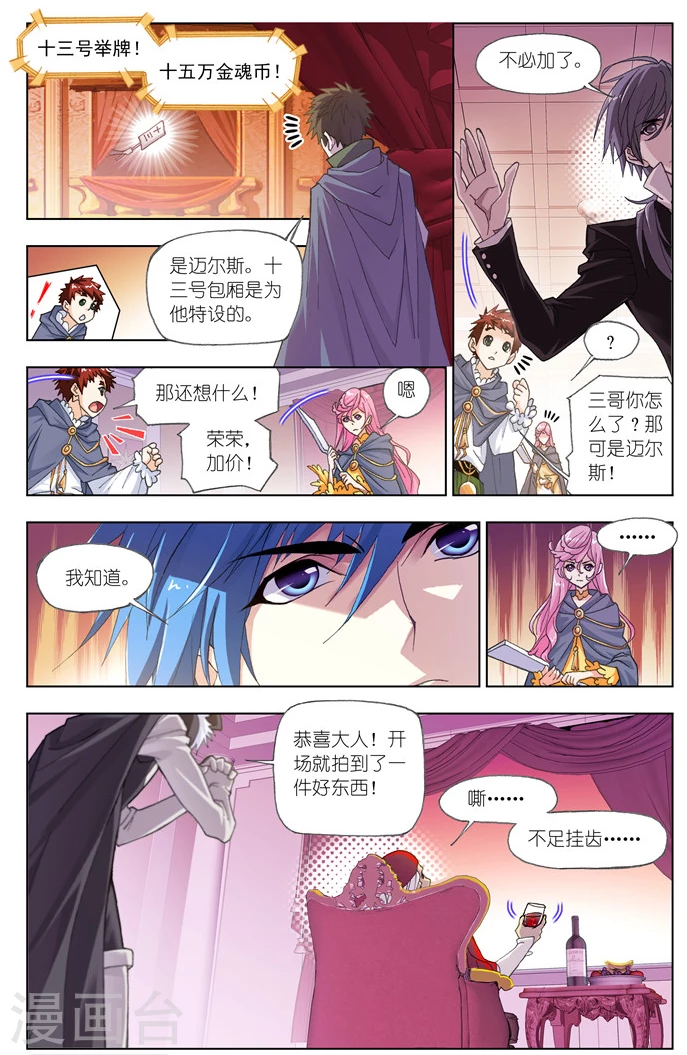 十三号举牌！
十五万金魂币！
十三
是迈尔斯。十
三号包厢是为
他特设的。
那还想什么！
荣荣，
加价！
嗯
不必加了。
？
三哥你怎
么了？那
可是迈尔
斯！
我知道。
……
恭喜大人！开
场就拍到了一
件好东西！
嘶……
不足挂齿……
漫画台